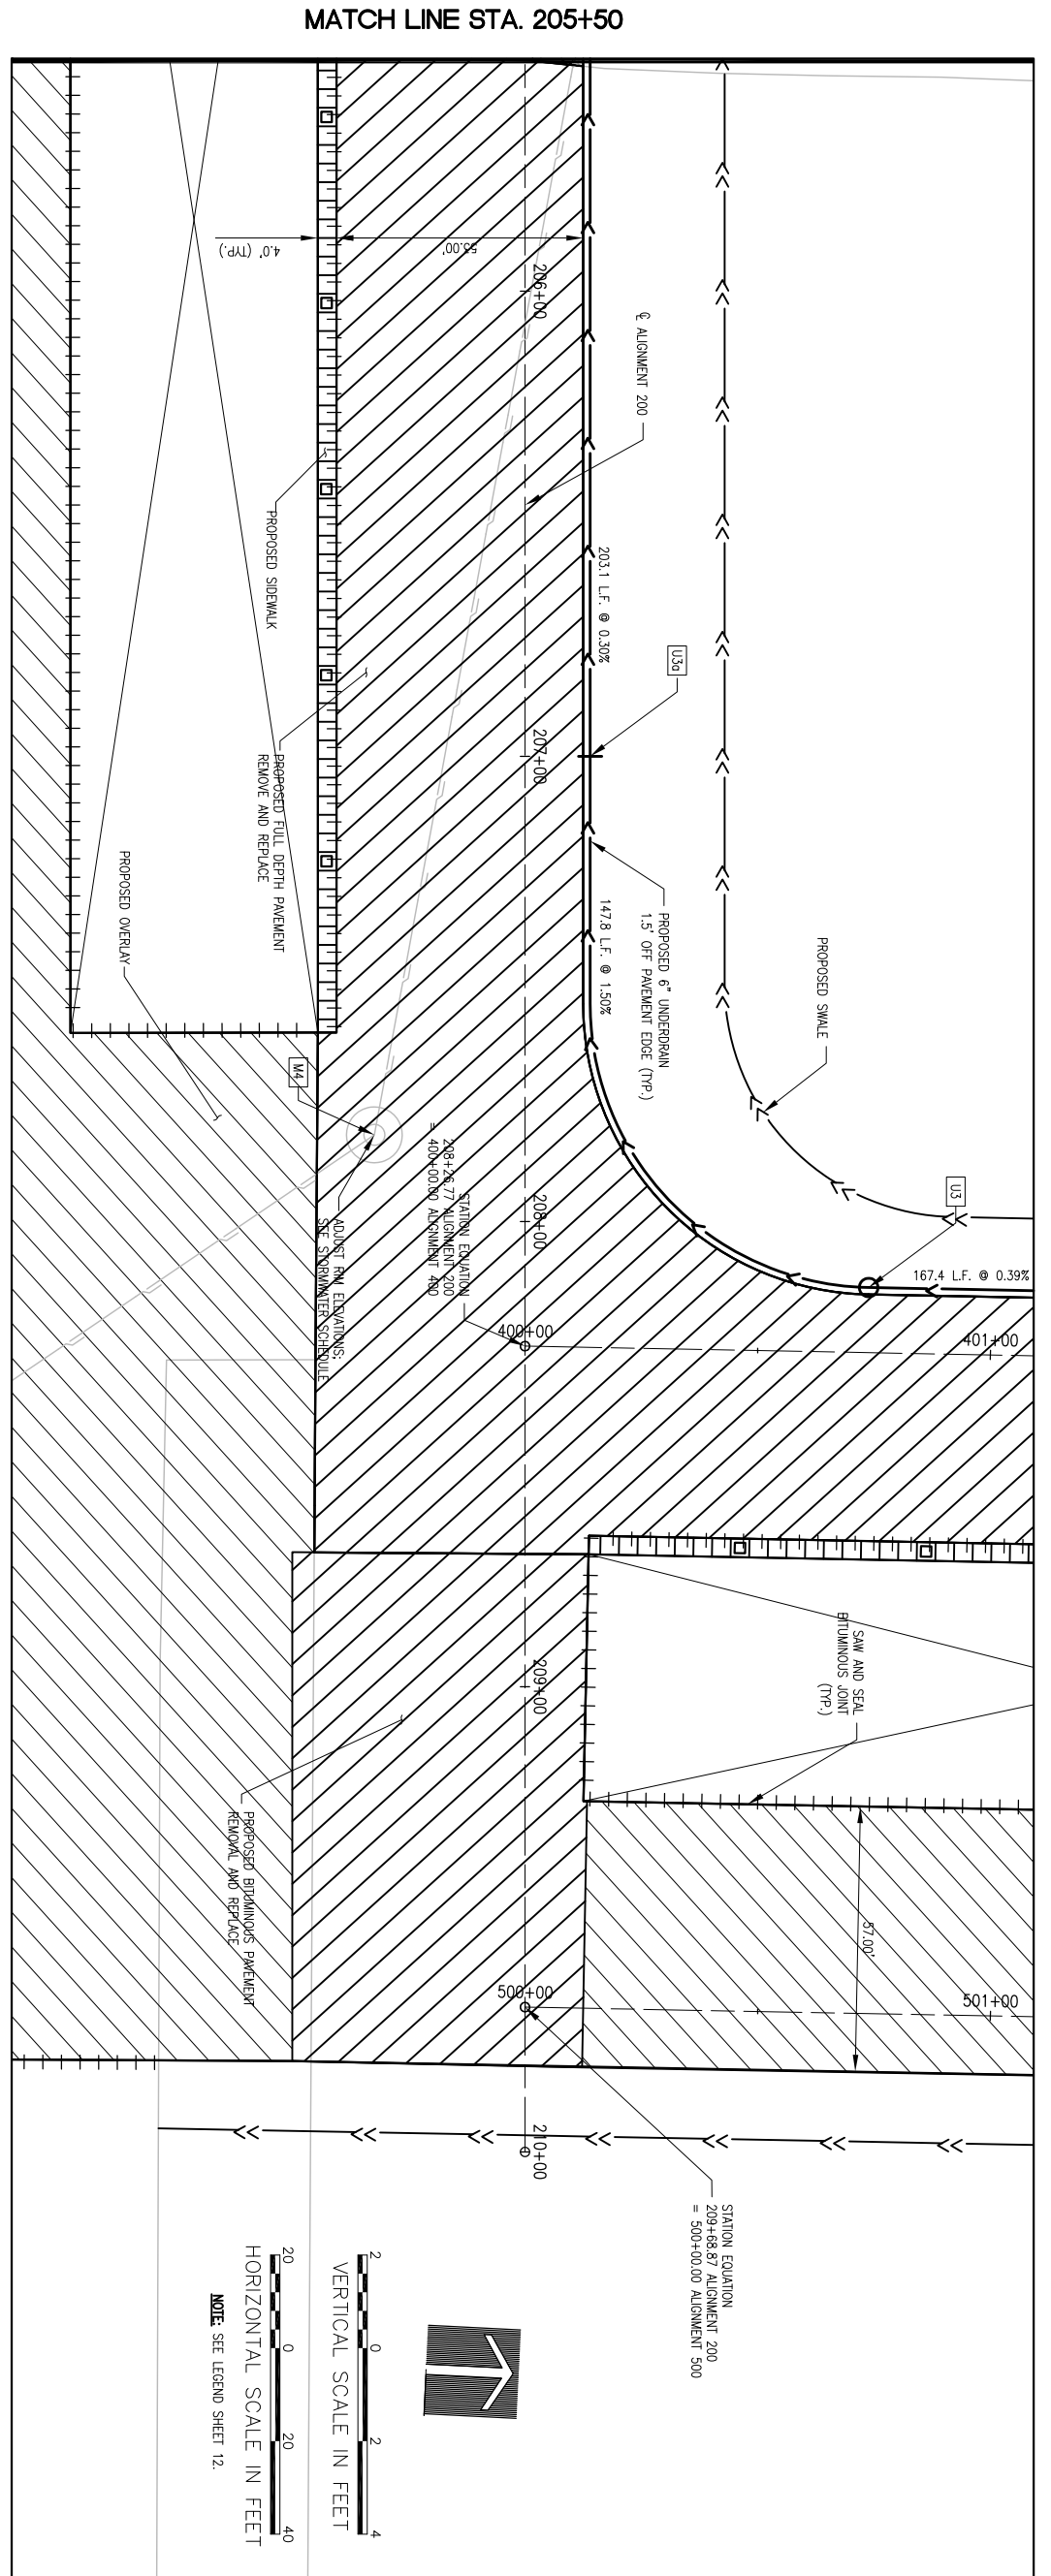 MATCH LINE STA. 205+50
4.0' (TYP.)
53.00'
206+00
℄ ALIGNMENT 200
PROPOSED SIDEWALK
203.1 L.F. @ 0.30%
U3a
207+00
PROPOSED FULL DEPTH PAVEMENT
REMOVE AND REPLACE
PROPOSED OVERLAY
147.8 L.F. @ 1.50%
PROPOSED 6" UNDERDRAIN
1.5' OFF PAVEMENT EDGE (TYP.)
PROPOSED SWALE
M4
STATION EQUATION
208+26.77 ALIGNMENT 200
= 400+00.00 ALIGNMENT 400
208+00
U3
ADJUST RIM ELEVATIONS;
SEE STORMWATER SCHEDULE
167.4 L.F. @ 0.39%
400+00
401+00
SAW AND SEAL
BITUMINOUS JOINT
(TYP.)
209+00
PROPOSED BITUMINOUS PAVEMENT
REMOVAL AND REPLACE
57.00'
500+00
501+00
210+00
STATION EQUATION
209+68.87 ALIGNMENT 200
= 500+00.00 ALIGNMENT 500
2 0 2 4
VERTICAL SCALE IN FEET
20 0 20 40
HORIZONTAL SCALE IN FEET
NOTE: SEE LEGEND SHEET 12.